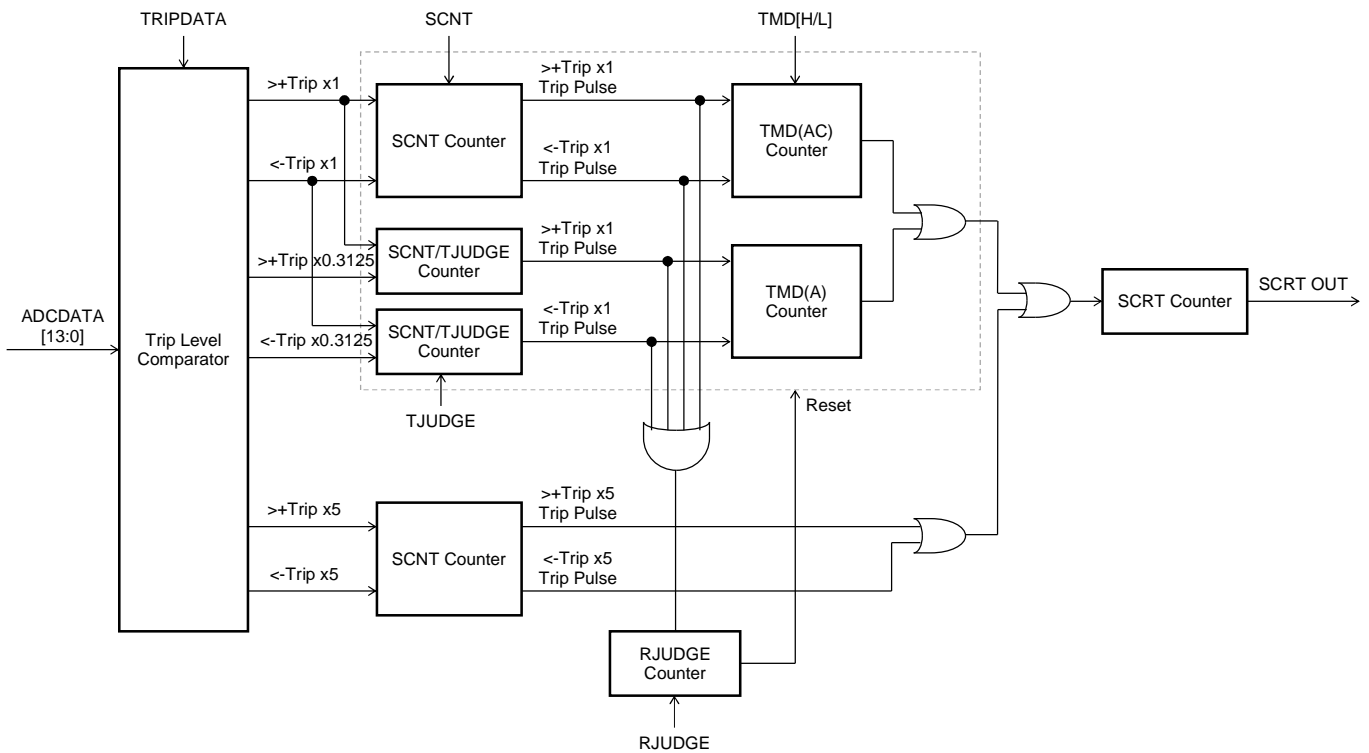 TRIPDATA
SCNT
TMD[H/L]
>+Trip x1
>+Trip x1
Trip Pulse
SCNT Counter
TMD(AC)
Counter
<-Trip x1
<-Trip x1
Trip Pulse
>+Trip x0.3125
SCNT/TJUDGE
Counter
>+Trip x1
Trip Pulse
TMD(A)
Counter
SCRT Counter
SCRT OUT
ADCDATA
[13:0]
Trip Level
Comparator
<-Trip x0.3125
SCNT/TJUDGE
Counter
<-Trip x1
Trip Pulse
TJUDGE
Reset
>+Trip x5
>+Trip x5
Trip Pulse
SCNT Counter
<-Trip x5
<-Trip x5
Trip Pulse
RJUDGE
Counter
RJUDGE